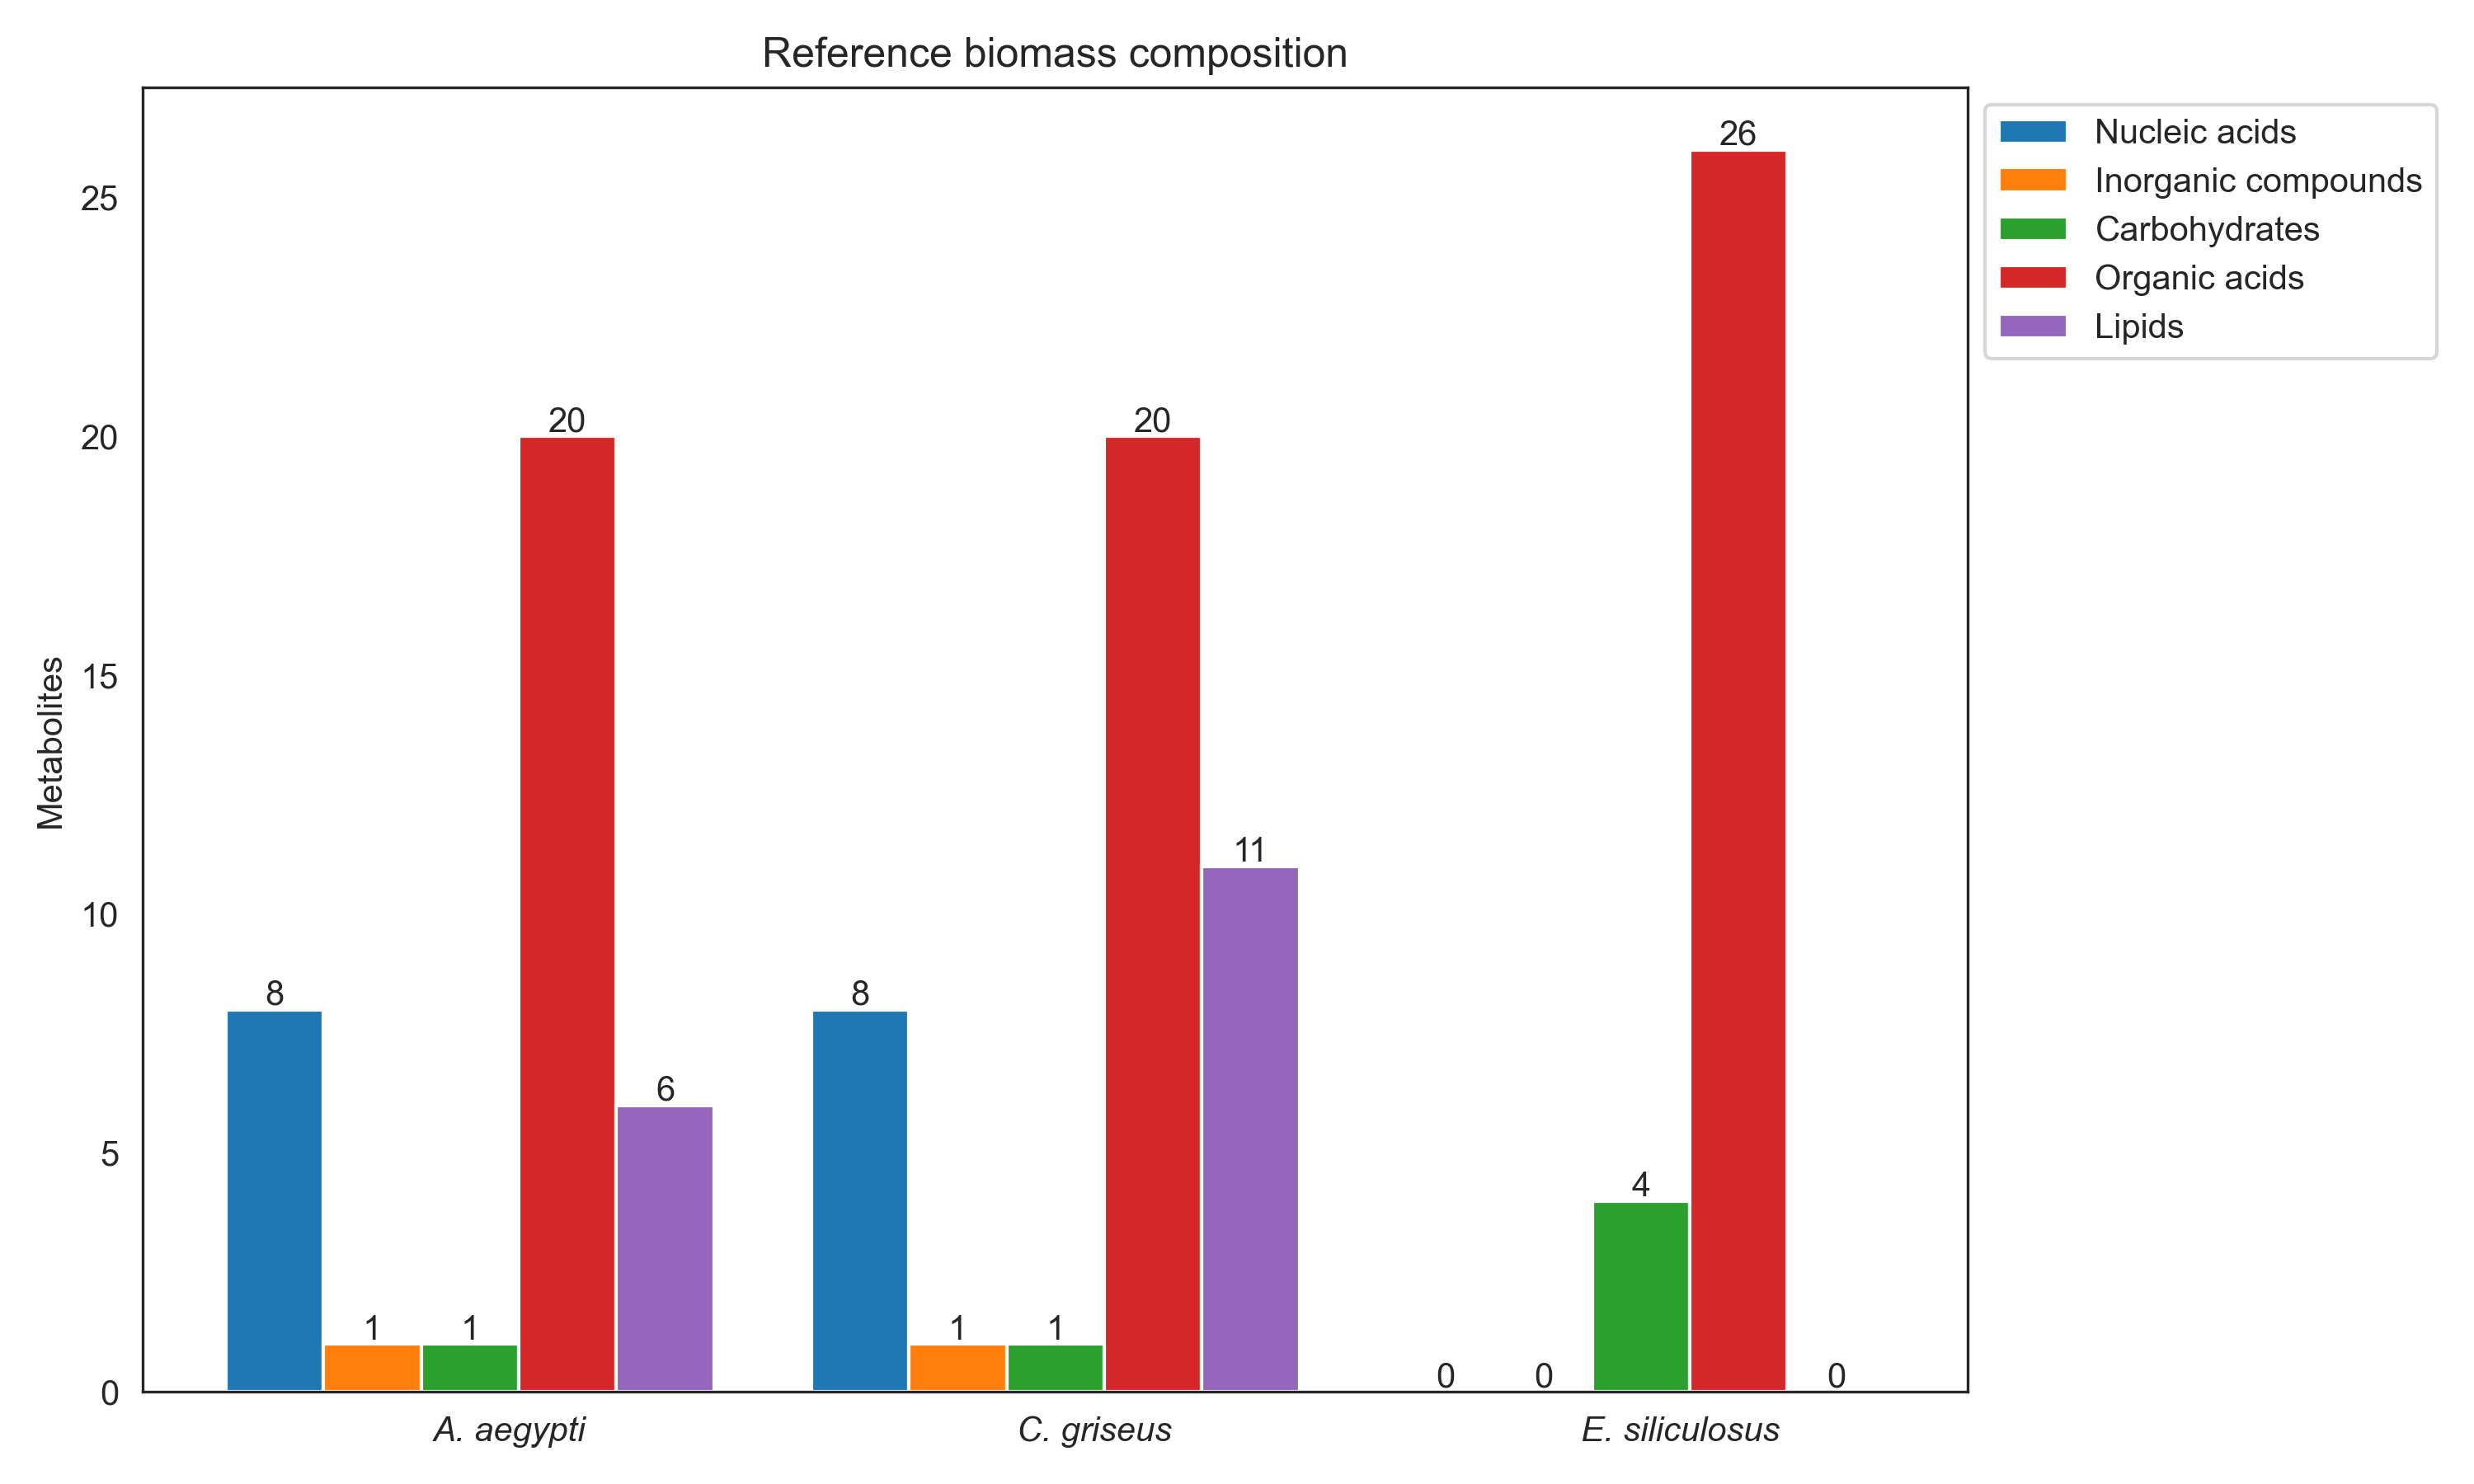 Reference biomass composition
Nucleic acids
Inorganic compounds
Carbohydrates
Organic acids
Lipids
Metabolites
25
20
15
10
5
0
8
1
1
20
6
8
1
1
20
11
0
0
4
26
0
A. aegypti
C. griseus
E. siliculosus